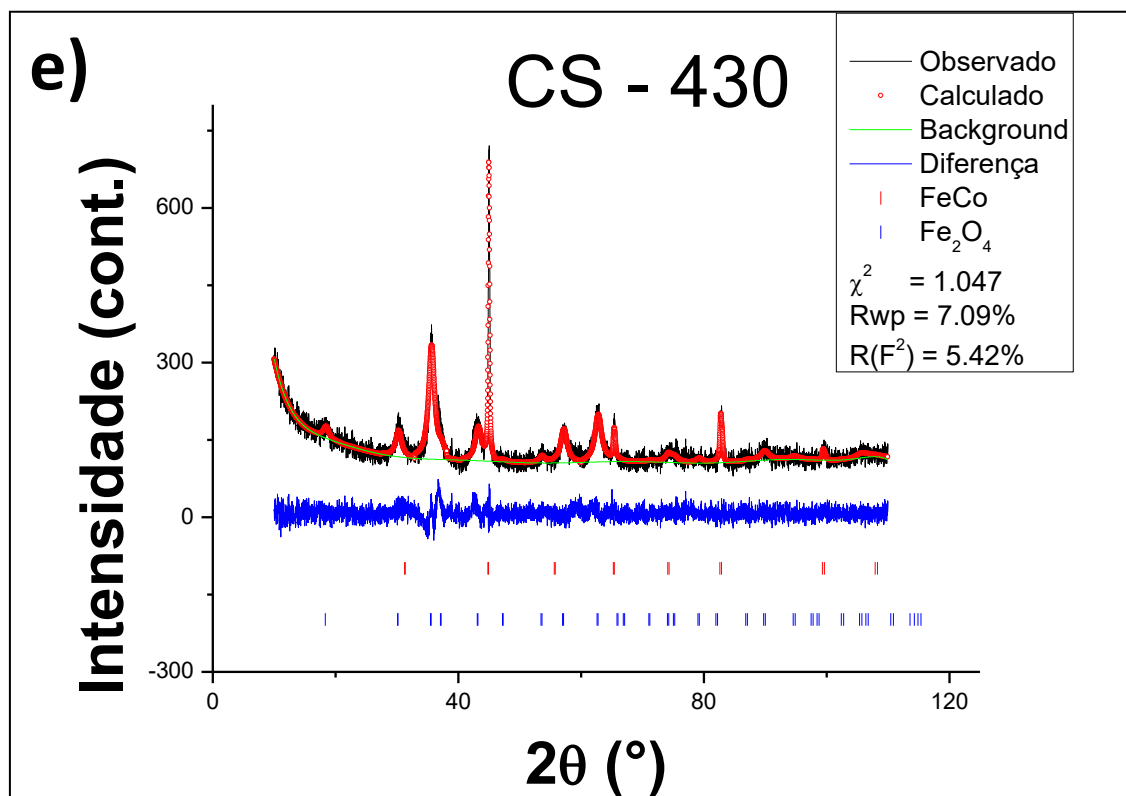 e)
CS - 430
Observado
Calculado
Background
Diferença
FeCo
Fe₂O₄
χ² = 1.047
Rwp = 7.09%
R(F²) = 5.42%
Intensidade (cont.)
600
300
0
-300
0 40 80 120
2θ (°)